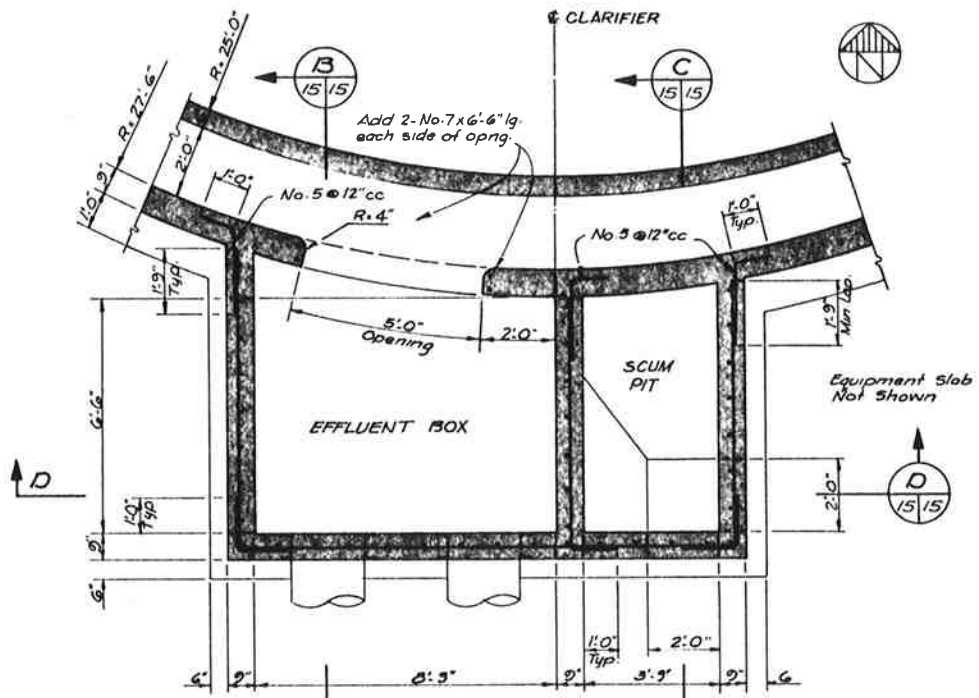 ℄ CLARIFIER
B
15 15
C
15 15
N
R= 25'-0"
R= 22'-6"
2'-0"
9"
1'-0"
Add 2-No.7 x 6'-6" lg.
each side of opng.
1'-0"
No.5 @ 12"cc
R=4"
1'-0"
Typ.
No.5 @12"cc
1'-9"
Typ.
5'-0"
Opening
2'-0"
1'-9"
Min Lap.
SCUM
PIT
Equipment Slab
Not Shown
6'-6"
EFFLUENT BOX
D
D
15 15
1'-0"
Typ.
2'-0"
9"
6"
1'-0"
Typ.
2'-0"
6"
9"
8'-9"
9"
3'-9"
9"
6